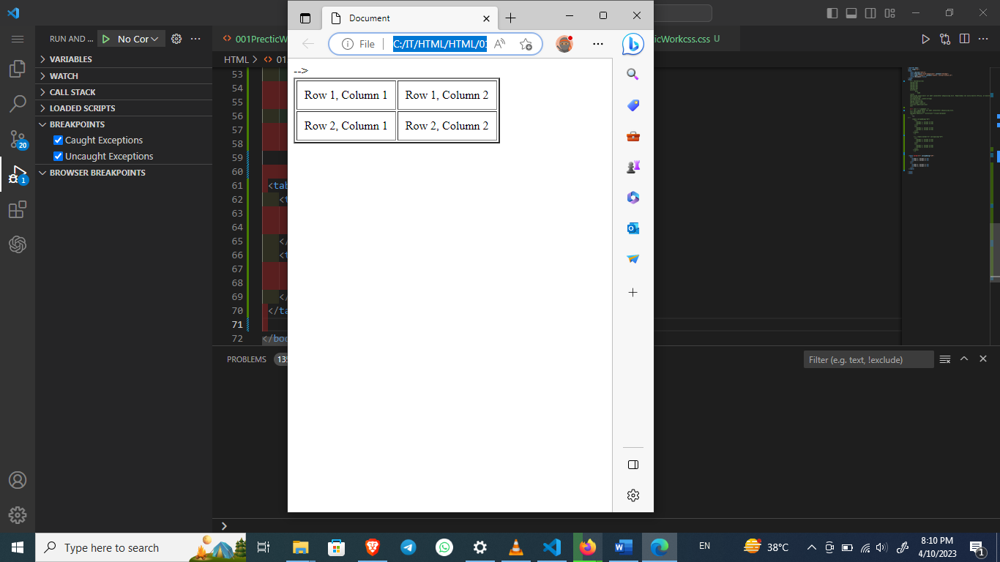 Document
File
C:/IT/HTML/HTML/01
RUN AND ...
No Cor
001PrecticW
icWorkcss.css U
VARIABLES
HTML > <> 01
WATCH
CALL STACK
LOADED SCRIPTS
BREAKPOINTS
Caught Exceptions
Uncaught Exceptions
BROWSER BREAKPOINTS
20
1
-->
Row 1, Column 1 Row 1, Column 2
Row 2, Column 1 Row 2, Column 2
53
54
55
56
57
58
59
60
61 <tab
62 <t
63
64
65 </
66 <t
67
68
69 </
70 </ta
71
72 </boo
PROBLEMS
Filter (e.g. text, !exclude)
Type here to search
EN
38°C
8:10 PM
4/10/2023
1